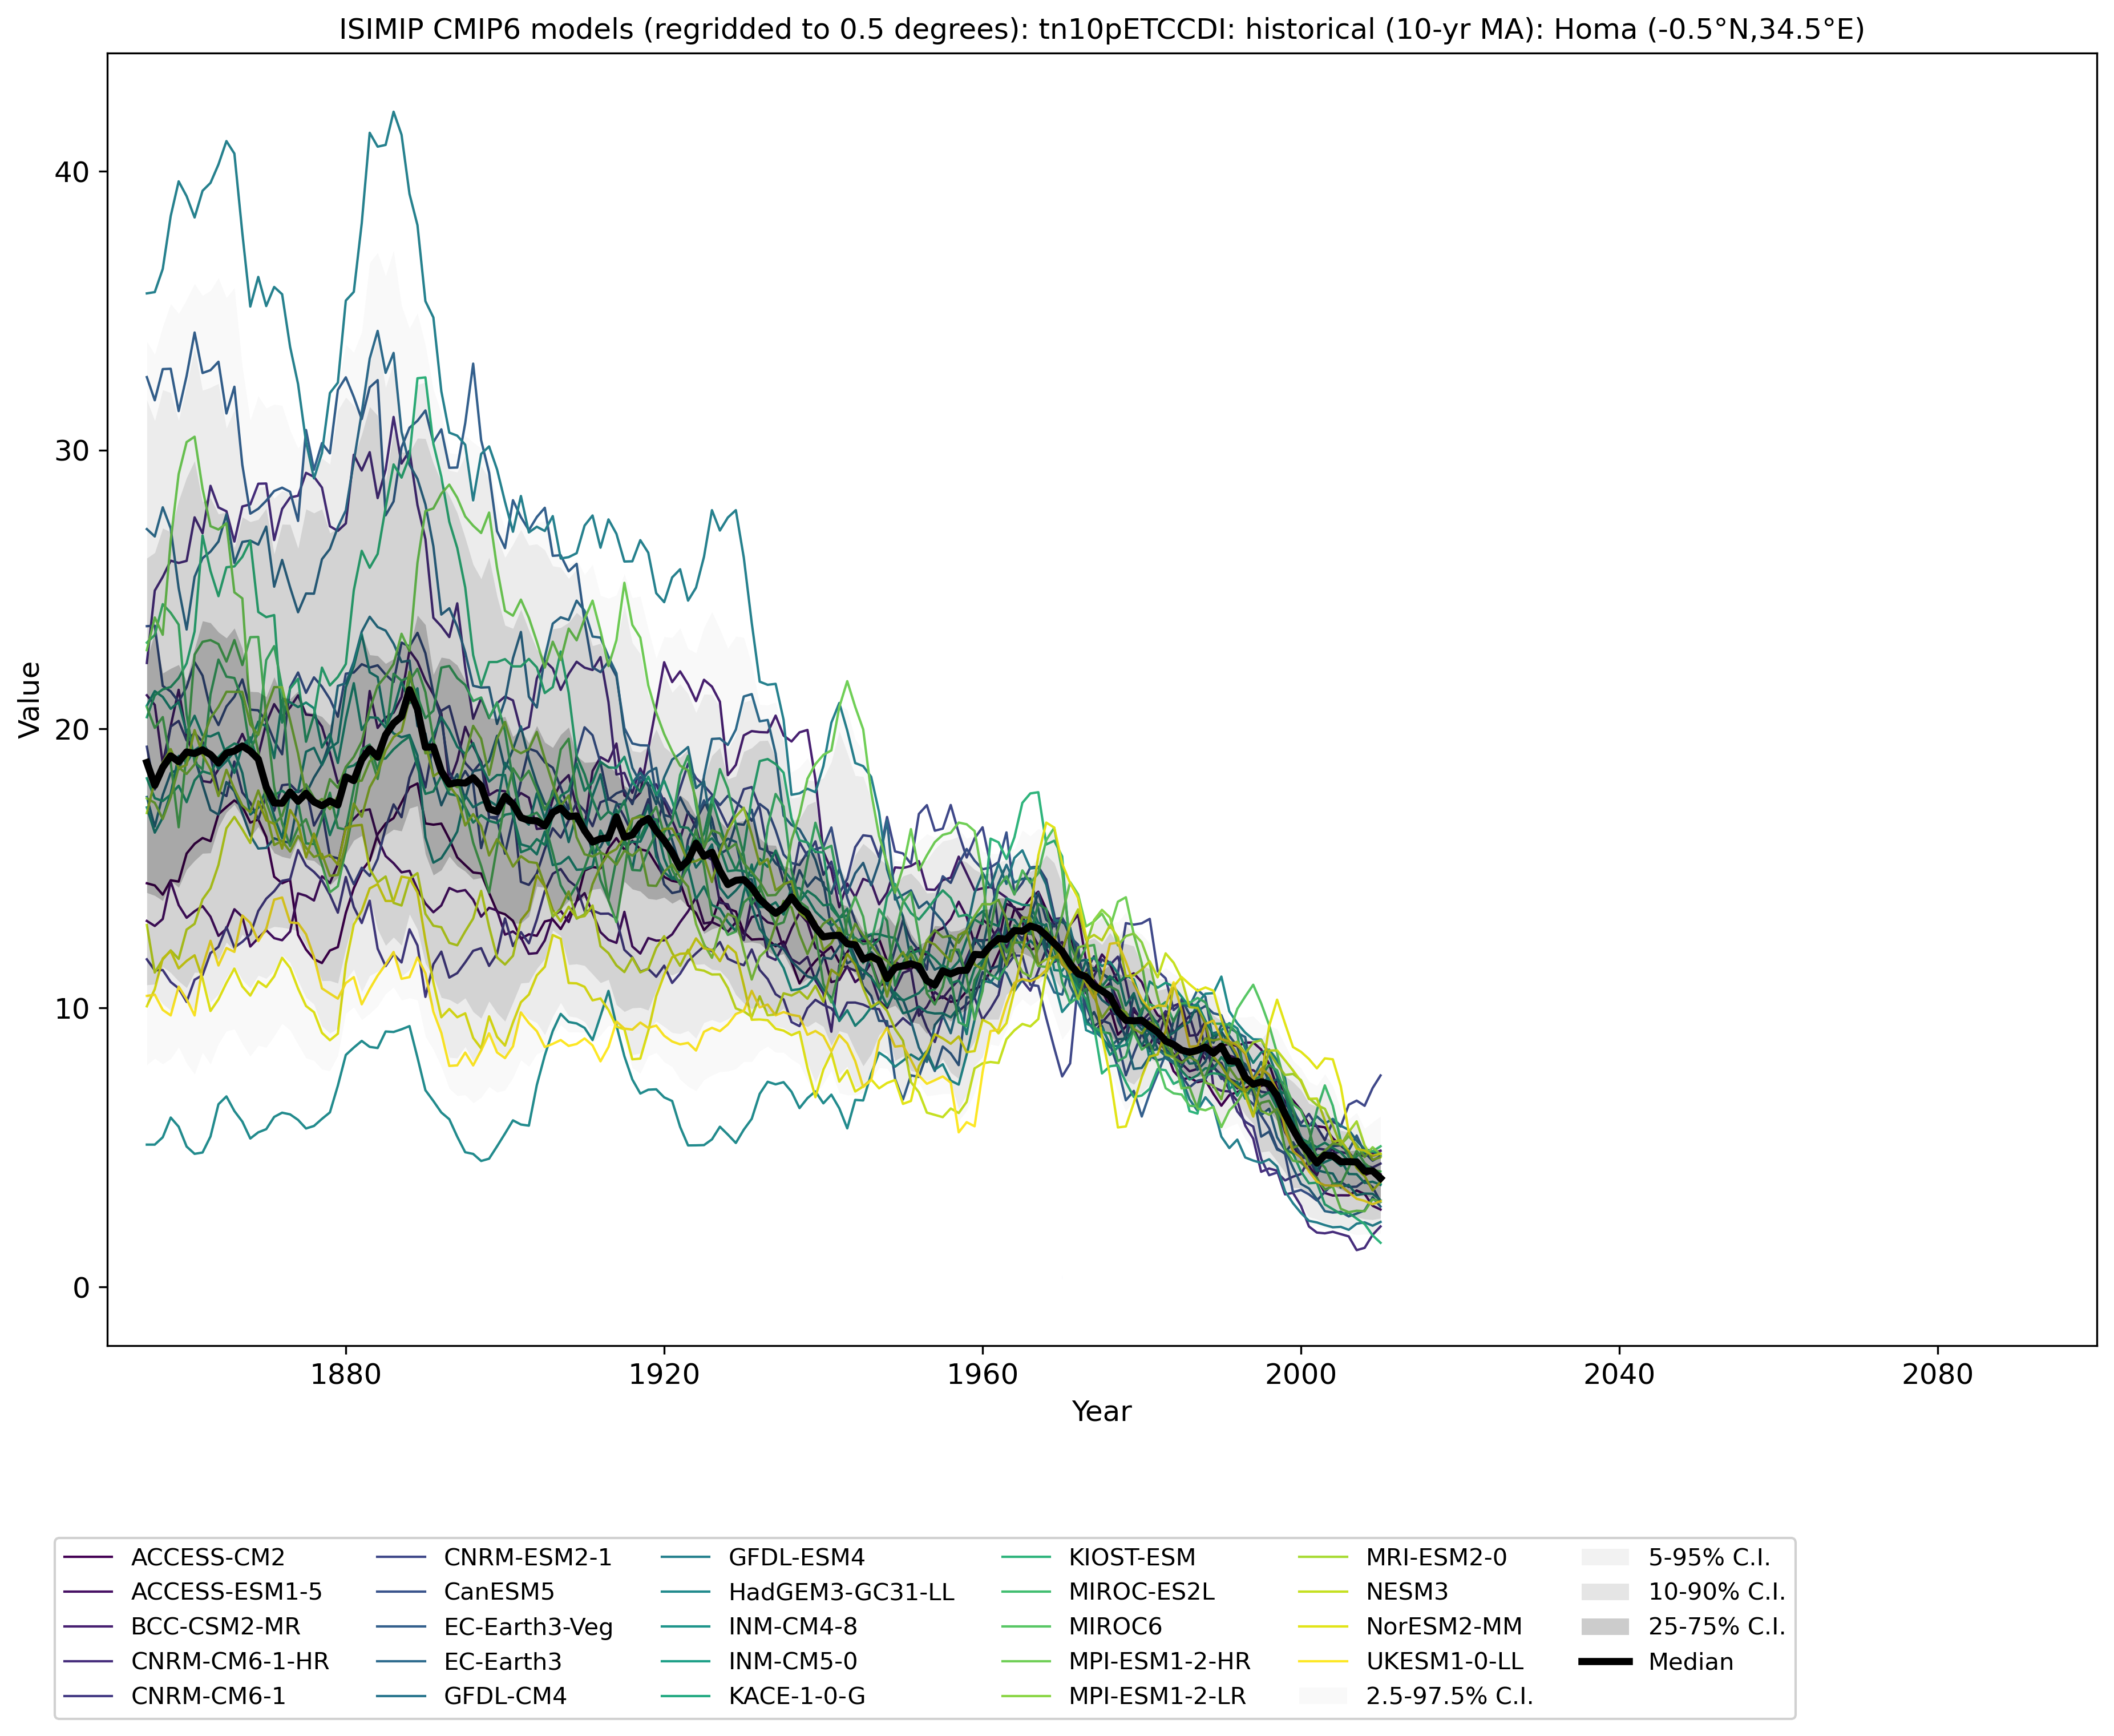 ISIMIP CMIP6 models (regridded to 0.5 degrees): tn10pETCCDI: historical (10-yr MA): Homa (-0.5°N,34.5°E)
40
30
20
10
0
Value
1880 1920 1960 2000 2040 2080
Year
ACCESS-CM2
ACCESS-ESM1-5
BCC-CSM2-MR
CNRM-CM6-1-HR
CNRM-CM6-1
CNRM-ESM2-1
CanESM5
EC-Earth3-Veg
EC-Earth3
GFDL-CM4
GFDL-ESM4
HadGEM3-GC31-LL
INM-CM4-8
INM-CM5-0
KACE-1-0-G
KIOST-ESM
MIROC-ES2L
MIROC6
MPI-ESM1-2-HR
MPI-ESM1-2-LR
MRI-ESM2-0
NESM3
NorESM2-MM
UKESM1-0-LL
2.5-97.5% C.I.
5-95% C.I.
10-90% C.I.
25-75% C.I.
Median